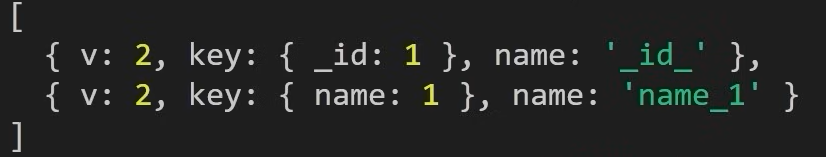 [
  { v: 2, key: { _id: 1 }, name: '_id_' },
  { v: 2, key: { name: 1 }, name: 'name_1' }
]